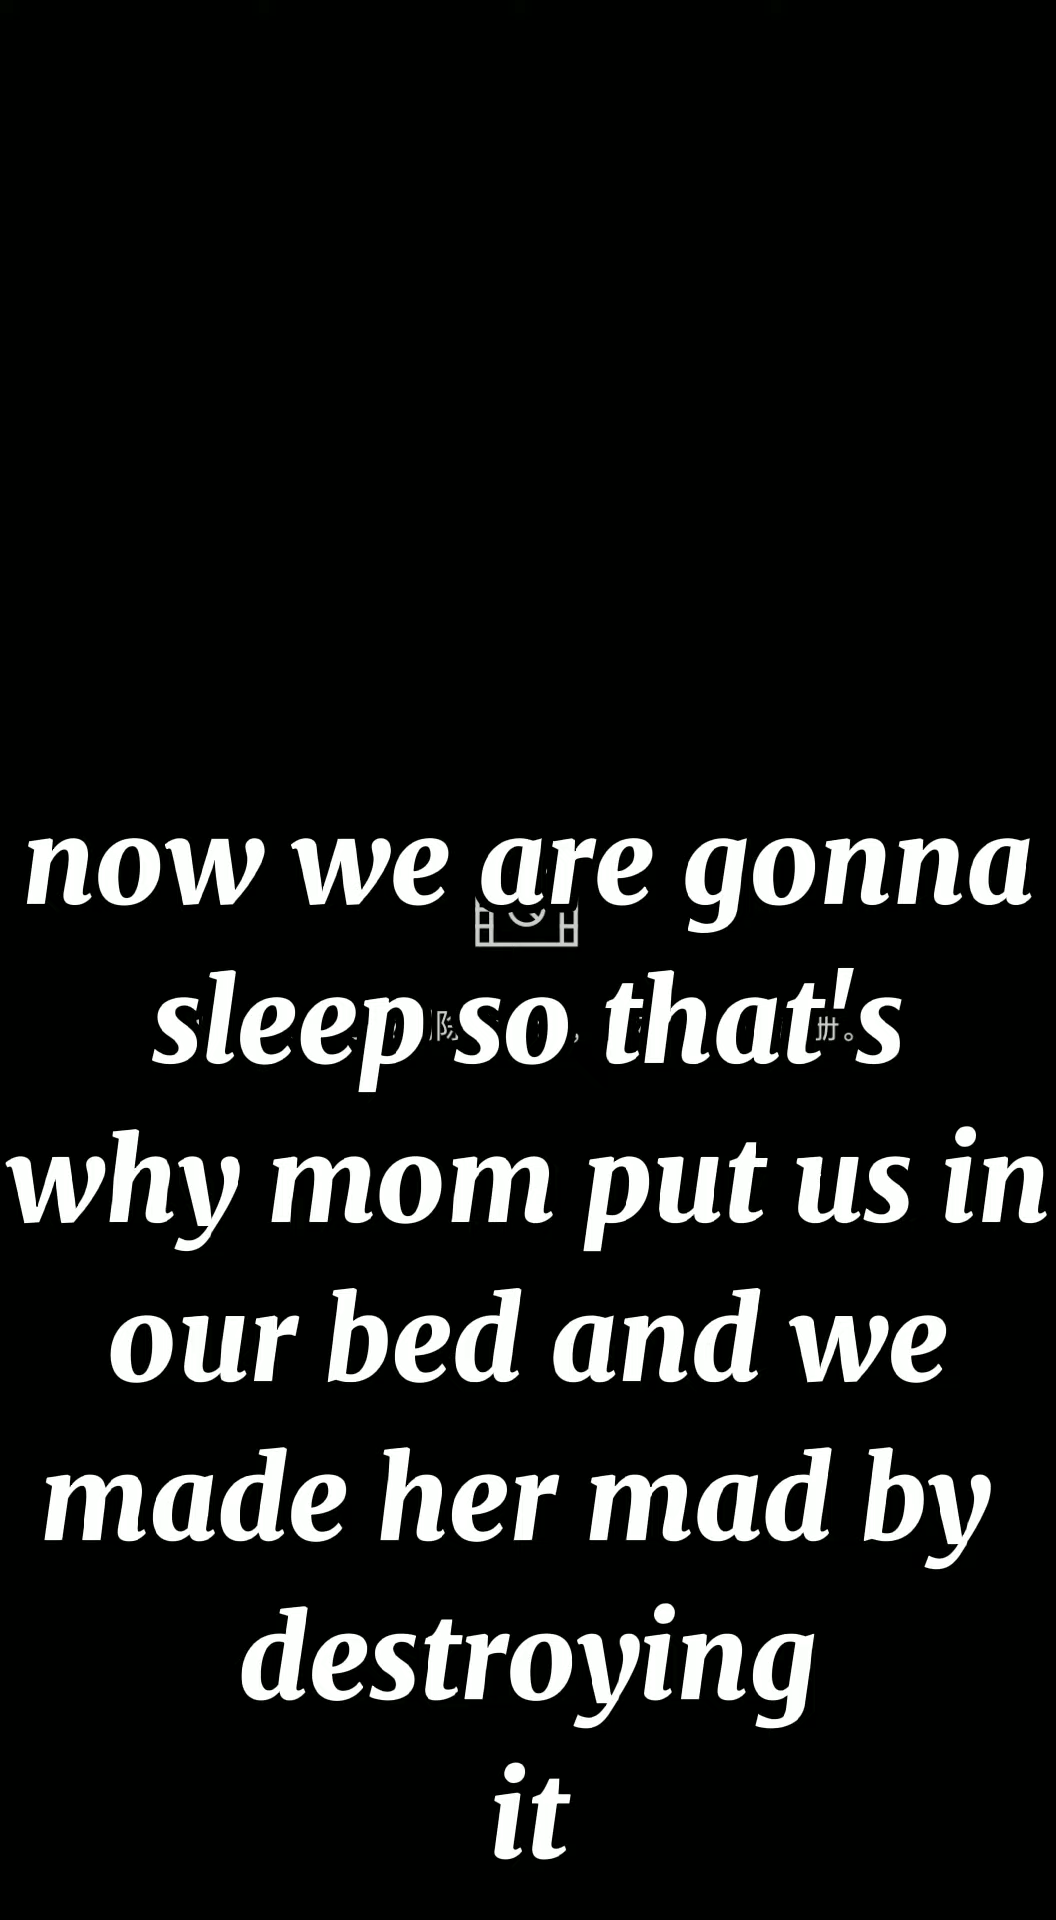 now we are gonna
sleep so that's
why mom put us in
our bed and we
made her mad by
destroying
it